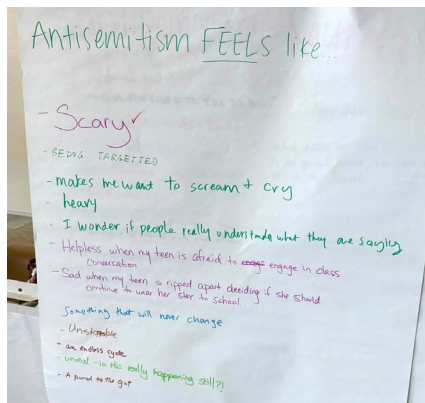 Antisemitism FEELS like...
- Scary ✓
- BEING TARGETTED
- makes me want to scream + cry
- heavy
- I wonder if people really understands what they are saying
- Helpless when my teen is afraid to engage in class
conversation
- Sad when my teen is ripped apart deciding if she should
continue to wear her star to school.
Something that will never change
- Unstoppable
- an endless cycle
- unreal - is this really happening still?!
- A punch to the gut